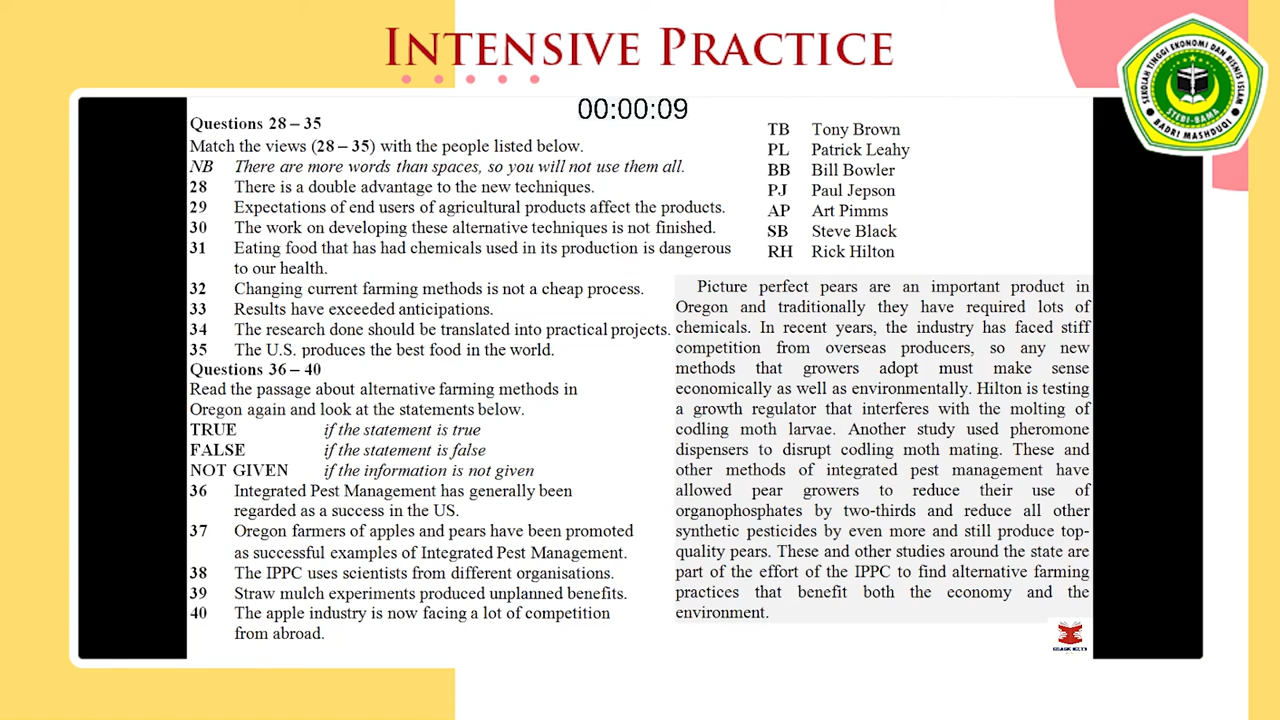 INTENSIVE PRACTICE
SEKOLAH TINGGI EKONOMI DAN BISNIS ISLAM
STEBI-BAMA
BADRI MASHDUQI
00:00:09
Questions 28 – 35
Match the views (28 – 35) with the people listed below.
NB There are more words than spaces, so you will not use them all.
28 There is a double advantage to the new techniques.
29 Expectations of end users of agricultural products affect the products.
30 The work on developing these alternative techniques is not finished.
31 Eating food that has had chemicals used in its production is dangerous
to our health.
32 Changing current farming methods is not a cheap process.
33 Results have exceeded anticipations.
34 The research done should be translated into practical projects.
35 The U.S. produces the best food in the world.
Questions 36 – 40
Read the passage about alternative farming methods in
Oregon again and look at the statements below.
TRUE if the statement is true
FALSE if the statement is false
NOT GIVEN if the information is not given
36 Integrated Pest Management has generally been
regarded as a success in the US.
37 Oregon farmers of apples and pears have been promoted
as successful examples of Integrated Pest Management.
38 The IPPC uses scientists from different organisations.
39 Straw mulch experiments produced unplanned benefits.
40 The apple industry is now facing a lot of competition
from abroad.
TB Tony Brown
PL Patrick Leahy
BB Bill Bowler
PJ Paul Jepson
AP Art Pimms
SB Steve Black
RH Rick Hilton
Picture perfect pears are an important product in
Oregon and traditionally they have required lots of
chemicals. In recent years, the industry has faced stiff
competition from overseas producers, so any new
methods that growers adopt must make sense
economically as well as environmentally. Hilton is testing
a growth regulator that interferes with the molting of
codling moth larvae. Another study used pheromone
dispensers to disrupt codling moth mating. These and
other methods of integrated pest management have
allowed pear growers to reduce their use of
organophosphates by two-thirds and reduce all other
synthetic pesticides by even more and still produce top-
quality pears. These and other studies around the state are
part of the effort of the IPPC to find alternative farming
practices that benefit both the economy and the
environment.